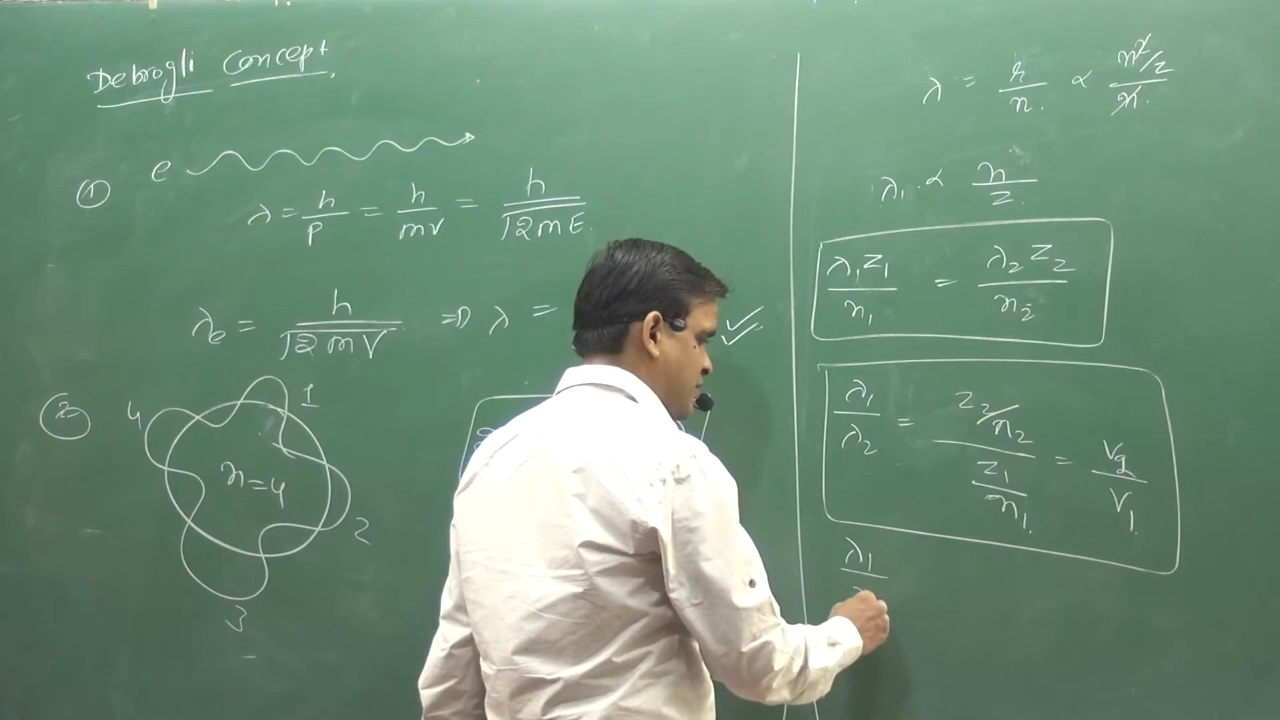 Debrogli Concept
① e
λ = h/p = h/mv = h/√2mE
λe = h/√2mV ⇒ λ =
②
n=4
1
2
3
4
λ = r/n ∝ n²/z / n
λ₁ ∝ n/z
λ₁z₁/n₁ = λ₂z₂/n₂
λ₁/λ₂ = z₂/n₂ / z₁/n₁ = v₂/v₁
λ₁